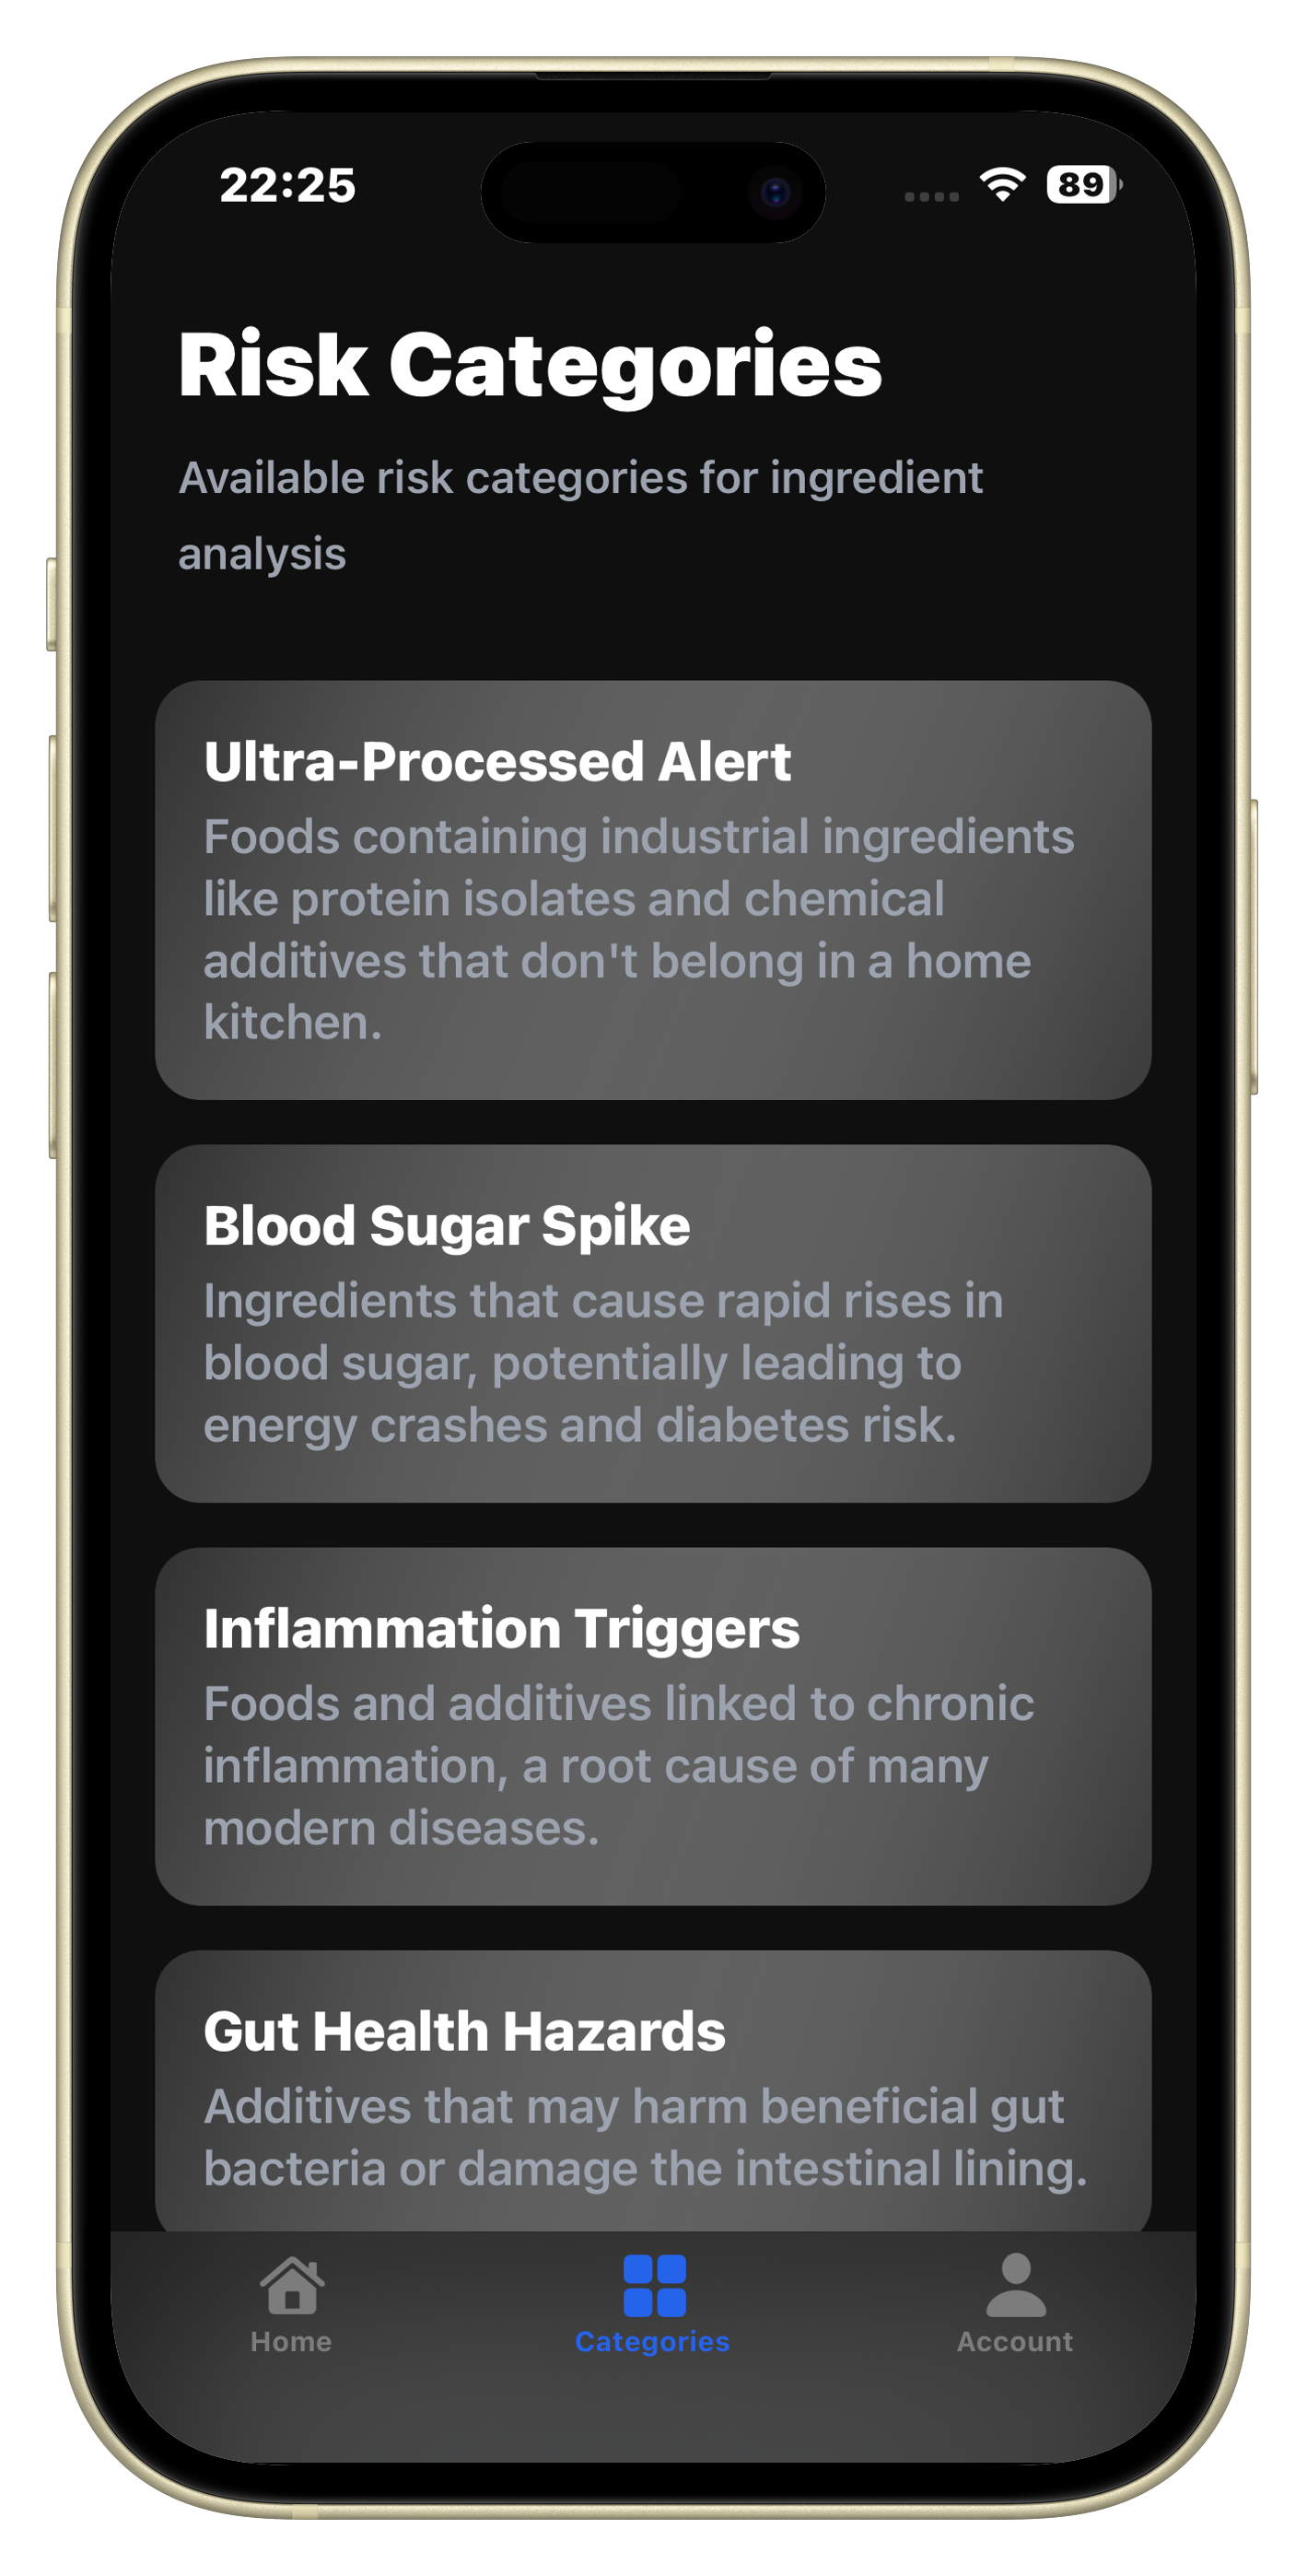 22:25
89
Risk Categories
Available risk categories for ingredient
analysis
Ultra-Processed Alert
Foods containing industrial ingredients
like protein isolates and chemical
additives that don't belong in a home
kitchen.
Blood Sugar Spike
Ingredients that cause rapid rises in
blood sugar, potentially leading to
energy crashes and diabetes risk.
Inflammation Triggers
Foods and additives linked to chronic
inflammation, a root cause of many
modern diseases.
Gut Health Hazards
Additives that may harm beneficial gut
bacteria or damage the intestinal lining.
Home
Categories
Account